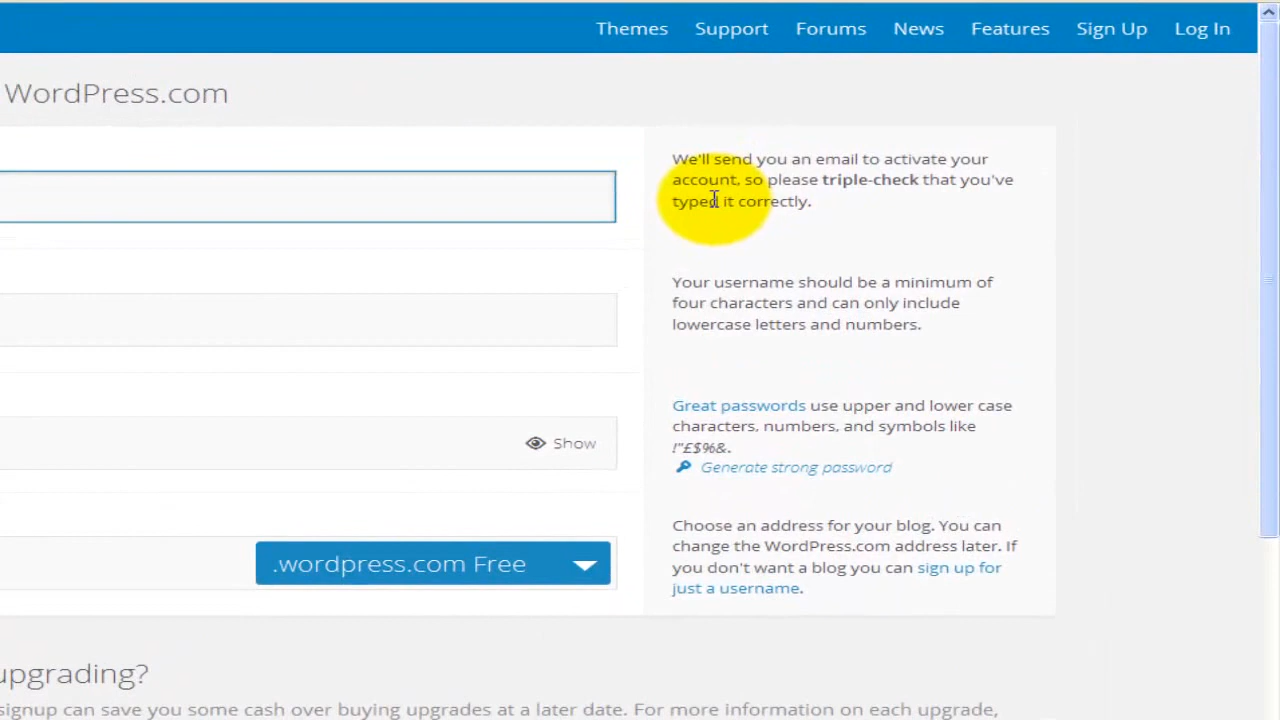 Themes Support Forums News Features Sign Up Log In
WordPress.com
We'll send you an email to activate your
account, so please triple-check that you've
typed it correctly.
Your username should be a minimum of
four characters and can only include
lowercase letters and numbers.
Great passwords use upper and lower case
characters, numbers, and symbols like
!"£$%&.
Show
Generate strong password
Choose an address for your blog. You can
change the WordPress.com address later. If
you don't want a blog you can sign up for
just a username.
.wordpress.com Free
upgrading?
signup can save you some cash over buying upgrades at a later date. For more information on each upgrade,